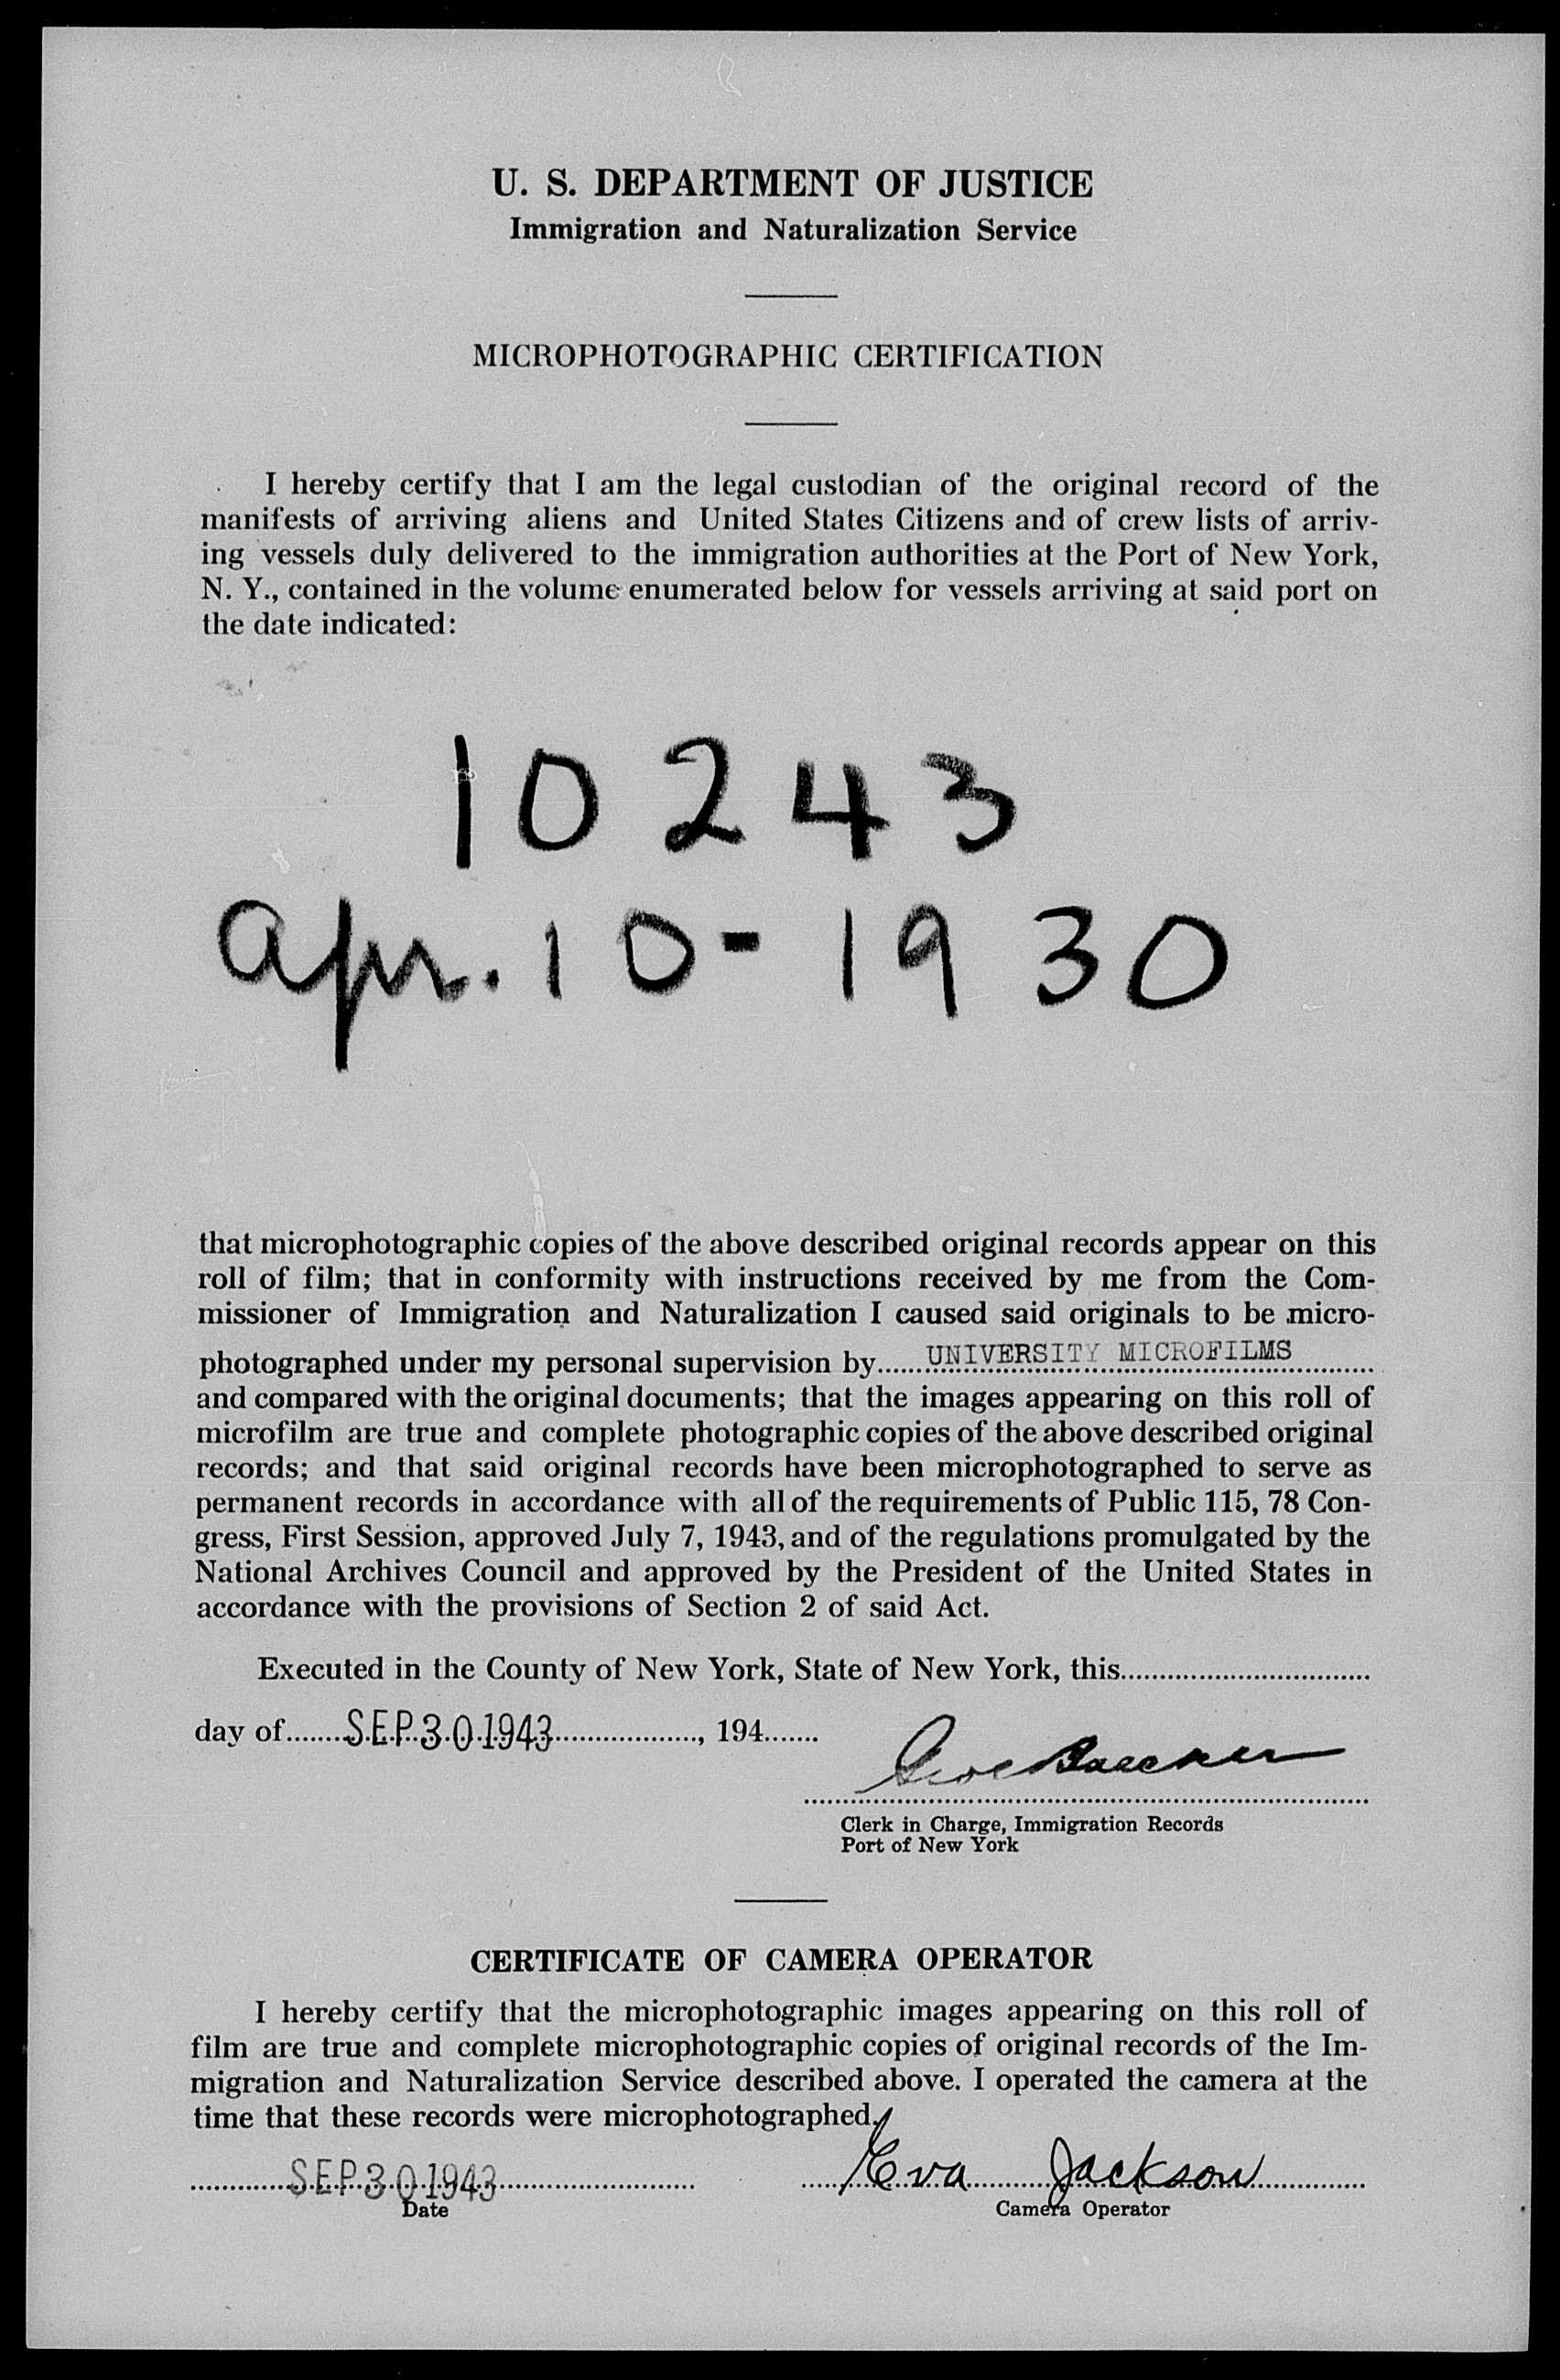 U. S. DEPARTMENT OF JUSTICE
Immigration and Naturalization Service
MICROPHOTOGRAPHIC CERTIFICATION
I hereby certify that I am the legal custodian of the original record of the
manifests of arriving aliens and United States Citizens and of crew lists of arriv-
ing vessels duly delivered to the immigration authorities at the Port of New York,
N. Y., contained in the volume enumerated below for vessels arriving at said port on
the date indicated:
10243
apr. 10-1930
that microphotographic copies of the above described original records appear on this
roll of film; that in conformity with instructions received by me from the Com-
missioner of Immigration and Naturalization I caused said originals to be micro-
photographed under my personal supervision by......UNIVERSITY MICROFILMS
and compared with the original documents; that the images appearing on this roll of
microfilm are true and complete photographic copies of the above described original
records; and that said original records have been microphotographed to serve as
permanent records in accordance with all of the requirements of Public 115, 78 Con-
gress, First Session, approved July 7, 1943, and of the regulations promulgated by the
National Archives Council and approved by the President of the United States in
accordance with the provisions of Section 2 of said Act.
Executed in the County of New York, State of New York, this
day of SEP 30 1943, 194
Clerk in Charge, Immigration Records
Port of New York
CERTIFICATE OF CAMERA OPERATOR
I hereby certify that the microphotographic images appearing on this roll of
film are true and complete microphotographic copies of original records of the Im-
migration and Naturalization Service described above. I operated the camera at the
time that these records were microphotographed.
SEP 30 1943 Eva Jackson
Date Camera Operator